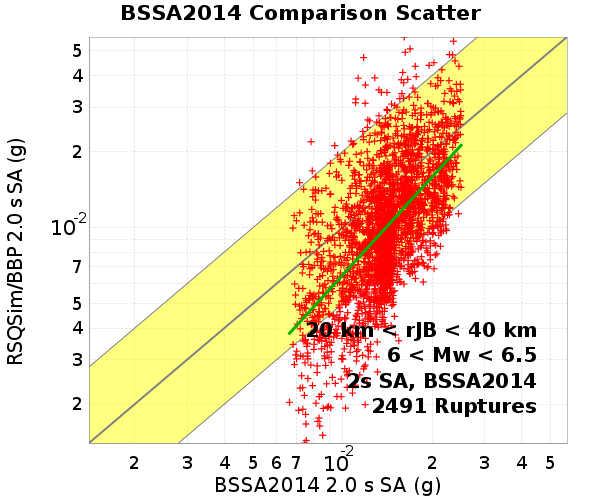 BSSA2014 Comparison Scatter
RSQSim/BBP 2.0 s SA (g)
5
4
3
2
10^-2
7
5
4
3
2
20 km < rJB < 40 km
6 < Mw < 6.5
2s SA, BSSA2014
2491 Ruptures
2 3 4 5 6 7 10^-2 2 3 4 5
BSSA2014 2.0 s SA (g)